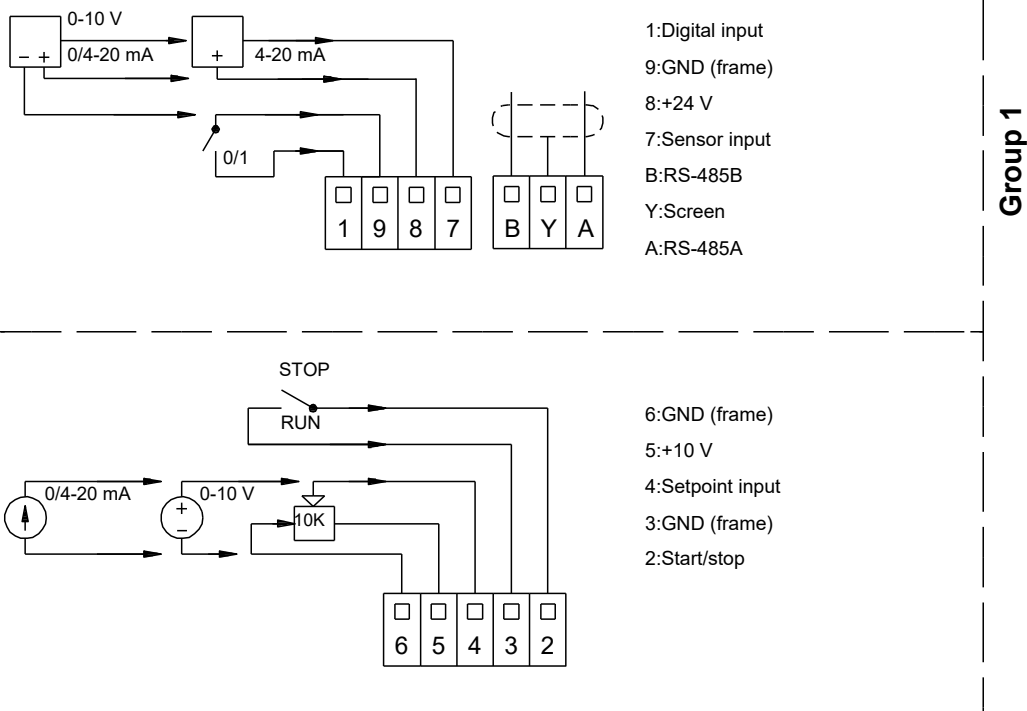 0-10 V
0/4-20 mA
– +
+
4-20 mA
0/1
1 9 8 7
B Y A
1:Digital input
9:GND (frame)
8:+24 V
7:Sensor input
B:RS-485B
Y:Screen
A:RS-485A
Group 1
STOP
RUN
0/4-20 mA
+
–
0-10 V
10K
6 5 4 3 2
6:GND (frame)
5:+10 V
4:Setpoint input
3:GND (frame)
2:Start/stop